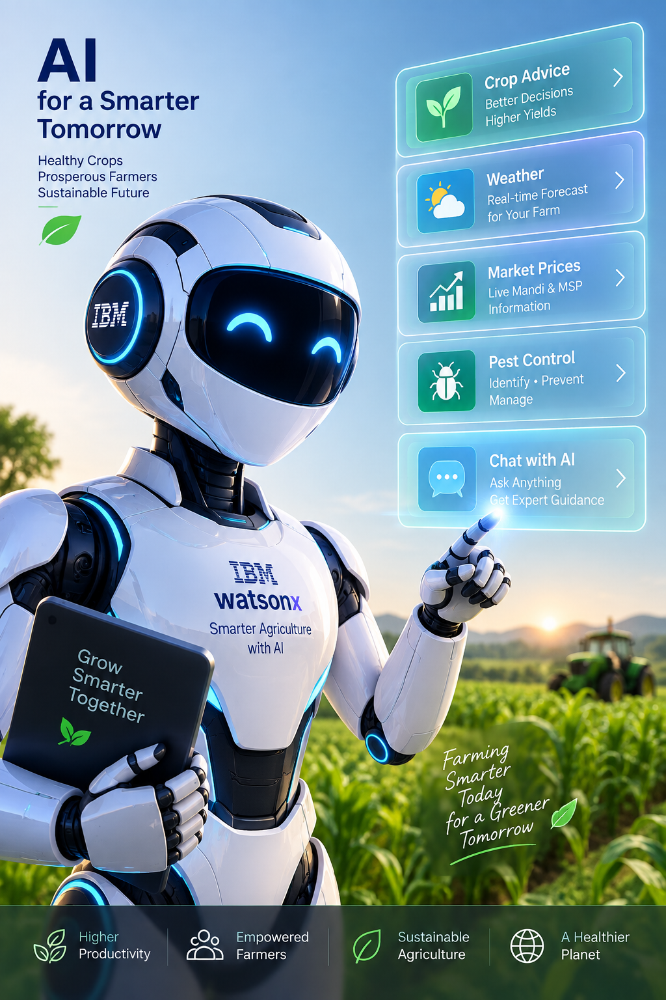 AI
for a Smarter
Tomorrow
Healthy Crops
Prosperous Farmers
Sustainable Future
Crop Advice
Better Decisions
Higher Yields
Weather
Real-time Forecast
for Your Farm
Market Prices
Live Mandi & MSP
Information
Pest Control
Identify • Prevent
Manage
Chat with AI
Ask Anything
Get Expert Guidance
IBM
IBM
watsonx
Smarter Agriculture
with AI
Grow
Smarter
Together
Farming
Smarter
Today
for a Greener
Tomorrow
Higher
Productivity
Empowered
Farmers
Sustainable
Agriculture
A Healthier
Planet